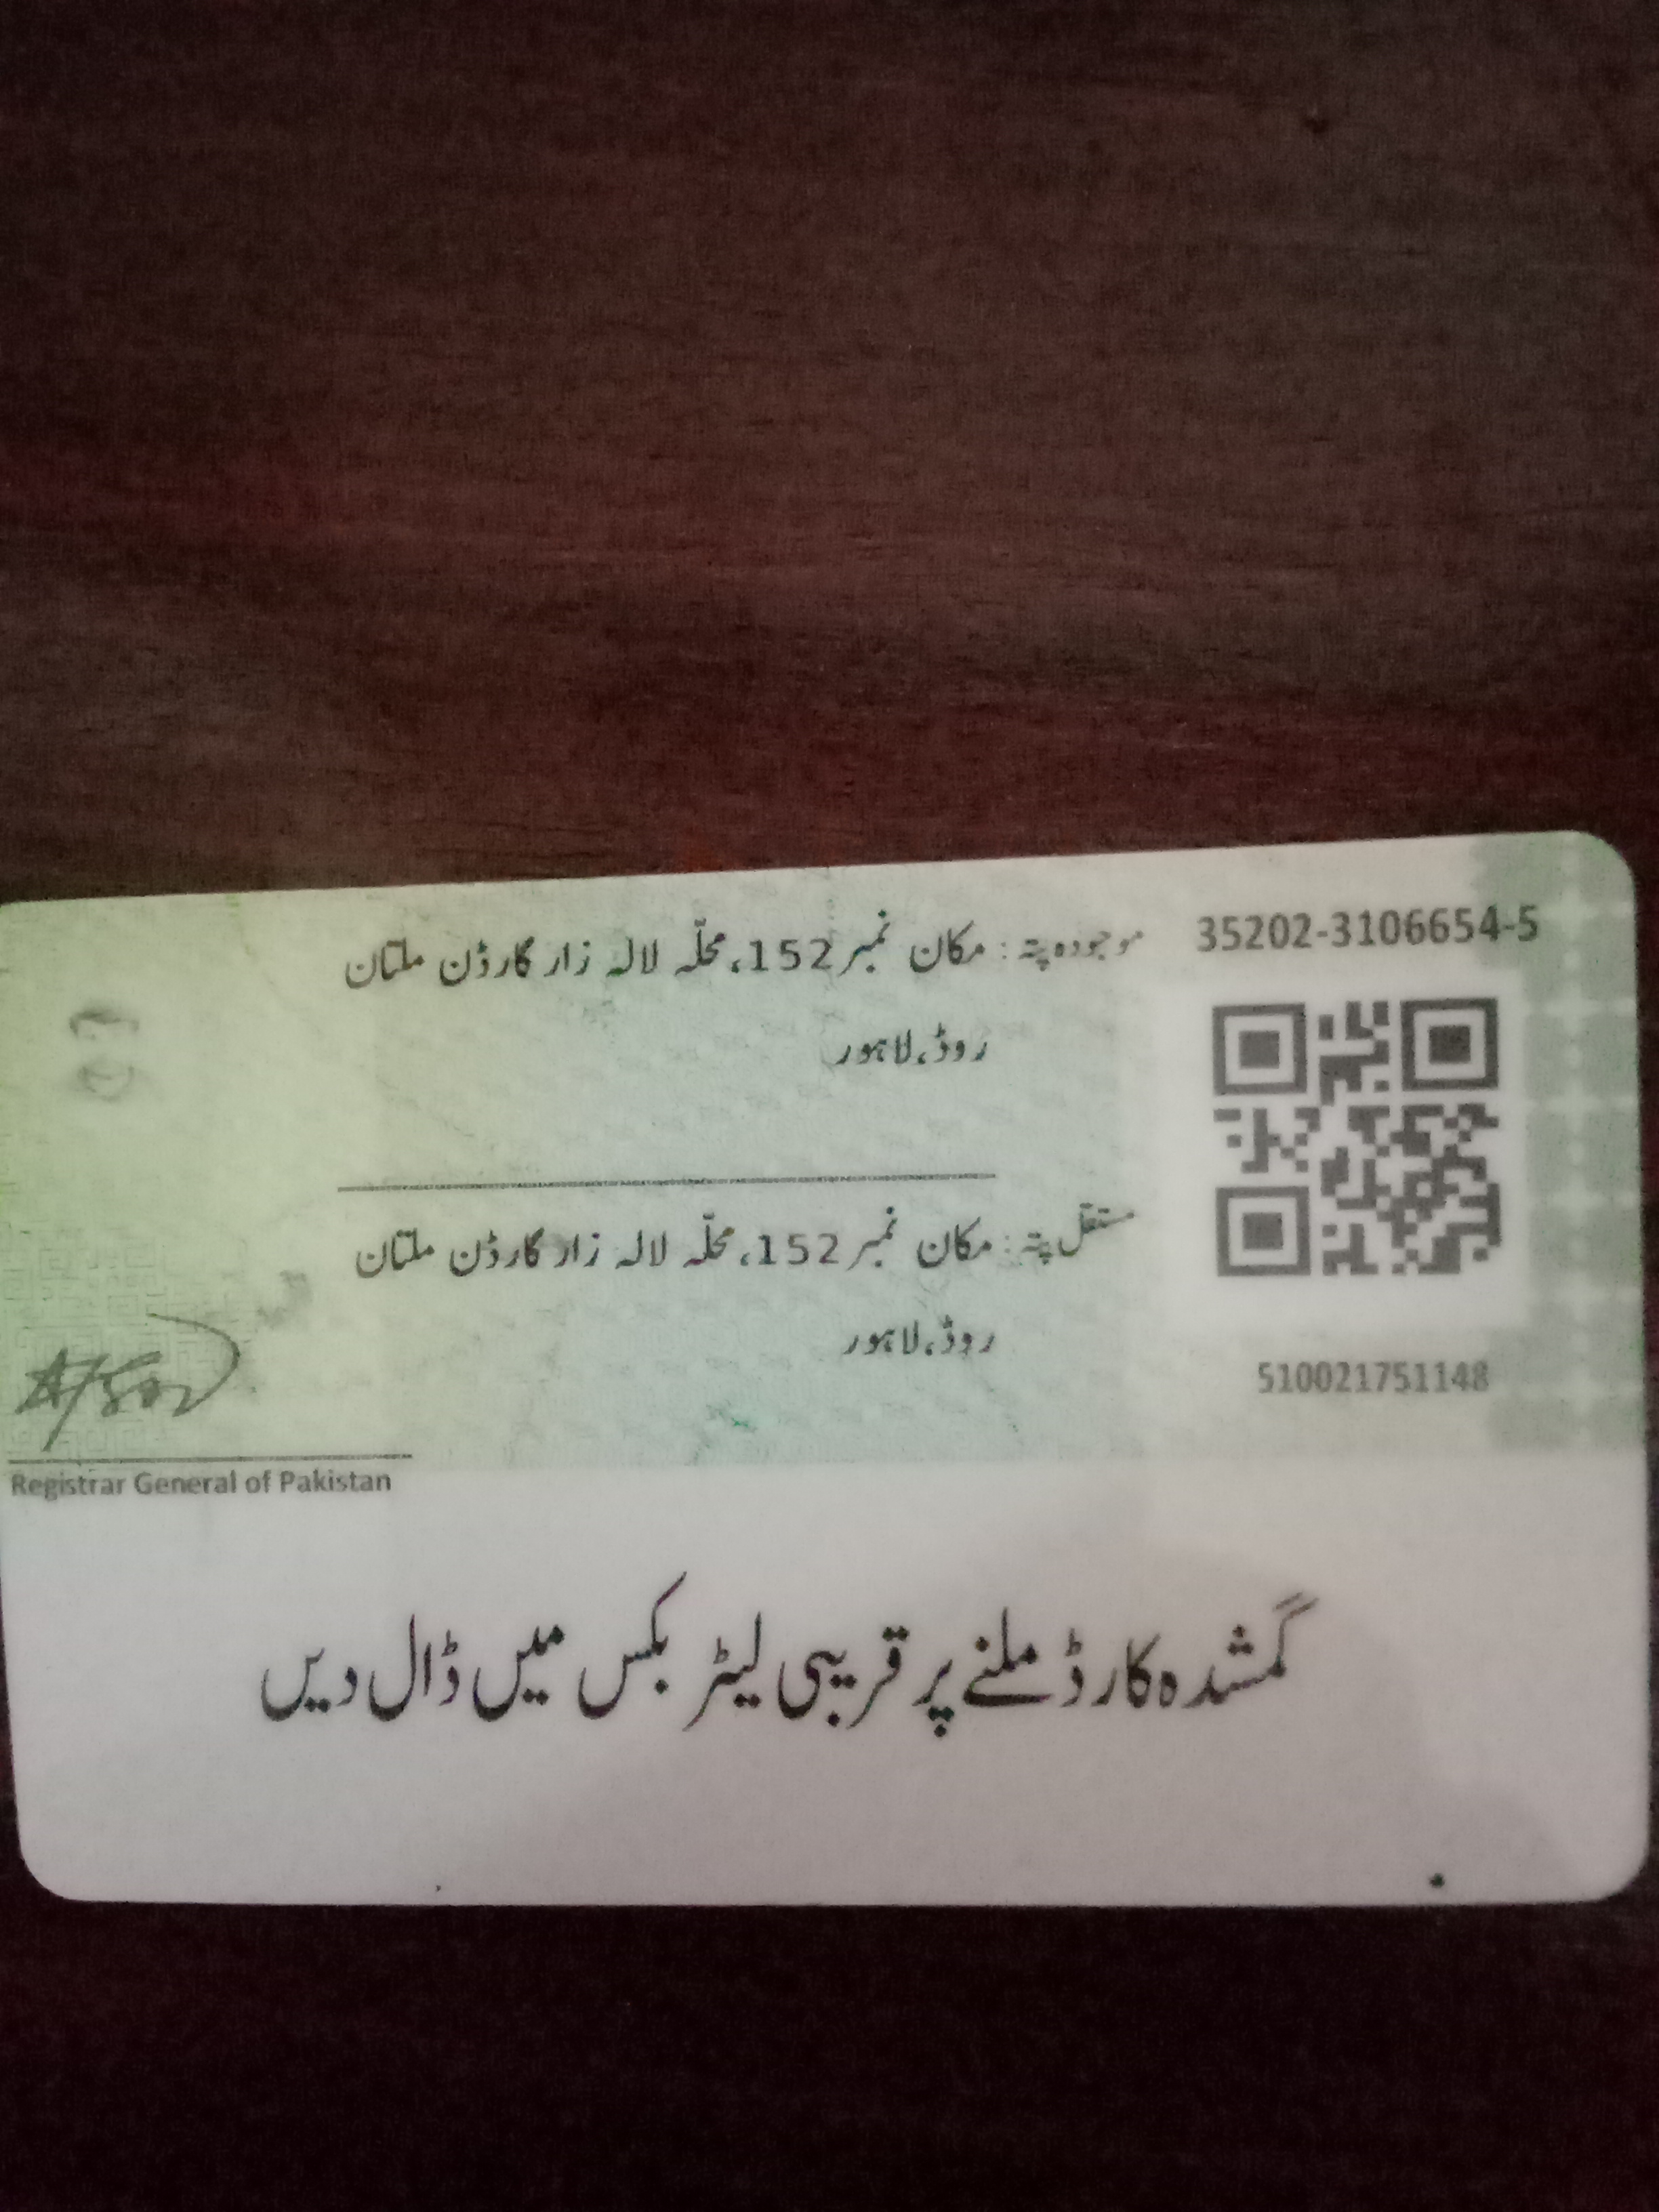 35202-3106654-5
موجودہ پتہ: مکان نمبر 152، محلّہ لالہ زار گارڈن ملتان
روڈ، لاہور
مستقل پتہ: مکان نمبر 152، محلّہ لالہ زار گارڈن ملتان
روڈ، لاہور
510021751148
Registrar General of Pakistan
گمشدہ کارڈ ملنے پر قریبی لیٹر بکس میں ڈال دیں